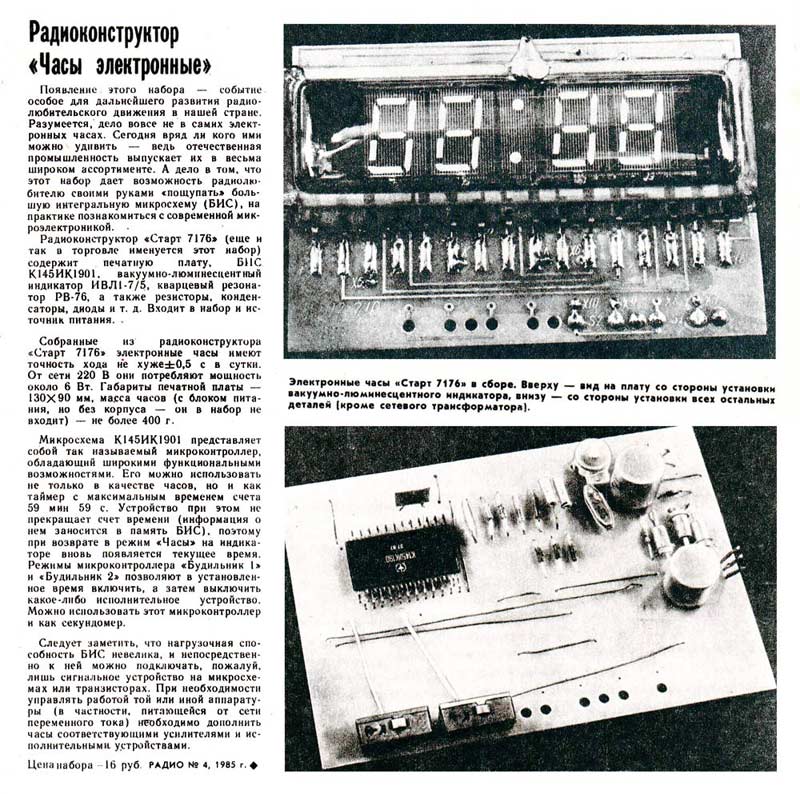 Радиоконструктор
«Часы электронные»
Появление этого набора — событие
особое для дальнейшего развития радио-
любительского движения в нашей стране.
Разумеется, дело вовсе не в самих элект-
ронных часах. Сегодня вряд ли кого ими
можно удивить — ведь отечественная
промышленность выпускает их в весьма
широком ассортименте. А дело в том, что
этот набор дает возможность радиолю-
бителю своими руками «пощупать» боль-
шую интегральную микросхему (БИС), на
практике познакомиться с современной мик-
роэлектроникой.
Радиоконструктор «Старт 7176» (еще и
так в торговле именуется этот набор)
содержит печатную плату, БИС
К145ИК1901, вакуумно-люминесцентный
индикатор ИВЛ1-7/5, кварцевый резона-
тор РВ-76, а также резисторы, конден-
саторы, диоды и т. д. Входит в набор и ис-
точник питания.
Собранные из радиоконструктора
«Старт 7176» электронные часы имеют
точность хода не хуже±0,5 с в сутки.
От сети 220 В они потребляют мощность
около 6 Вт. Габариты печатной платы —
130×90 мм, масса часов (с блоком пита-
ния, но без корпуса — он в набор не
входит) — не более 400 г.
Микросхема К145ИК1901 представляет
собой так называемый микроконтроллер,
обладающий широкими функциональными
возможностями. Его можно использовать
не только в качестве часов, но и как
таймер с максимальным временем счета
59 мин 59 с. Устройство при этом не
прекращает счет времени (информация о
нем заносится в память БИС), поэтому
при возврате в режим «Часы» на индика-
торе вновь появляется текущее время.
Режимы микроконтроллера «Будильник 1»
и «Будильник 2» позволяют в установлен-
ное время включить, а затем выключить
какое-либо исполнительное устройство.
Можно использовать этот микроконтроллер
и как секундомер.
Следует заметить, что нагрузочная спо-
собность БИС невелика, и непосредствен-
но к ней можно подключать, пожалуй,
лишь сигнальное устройство на микросхе-
мах или транзисторах. При необходимости
управлять работой той или иной аппарату-
ры (в частности, питающейся от сети
переменного тока) необходимо дополнить
часы соответствующими усилителями и ис-
полнительными устройствами.
Цена набора — 16 руб. РАДИО № 4, 1985 г. ◆
Электронные часы «Старт 7176» в сборе. Вверху — вид на плату со стороны установки
вакуумно-люминесцентного индикатора, внизу — со стороны установки всех остальных
деталей (кроме сетевого трансформатора).